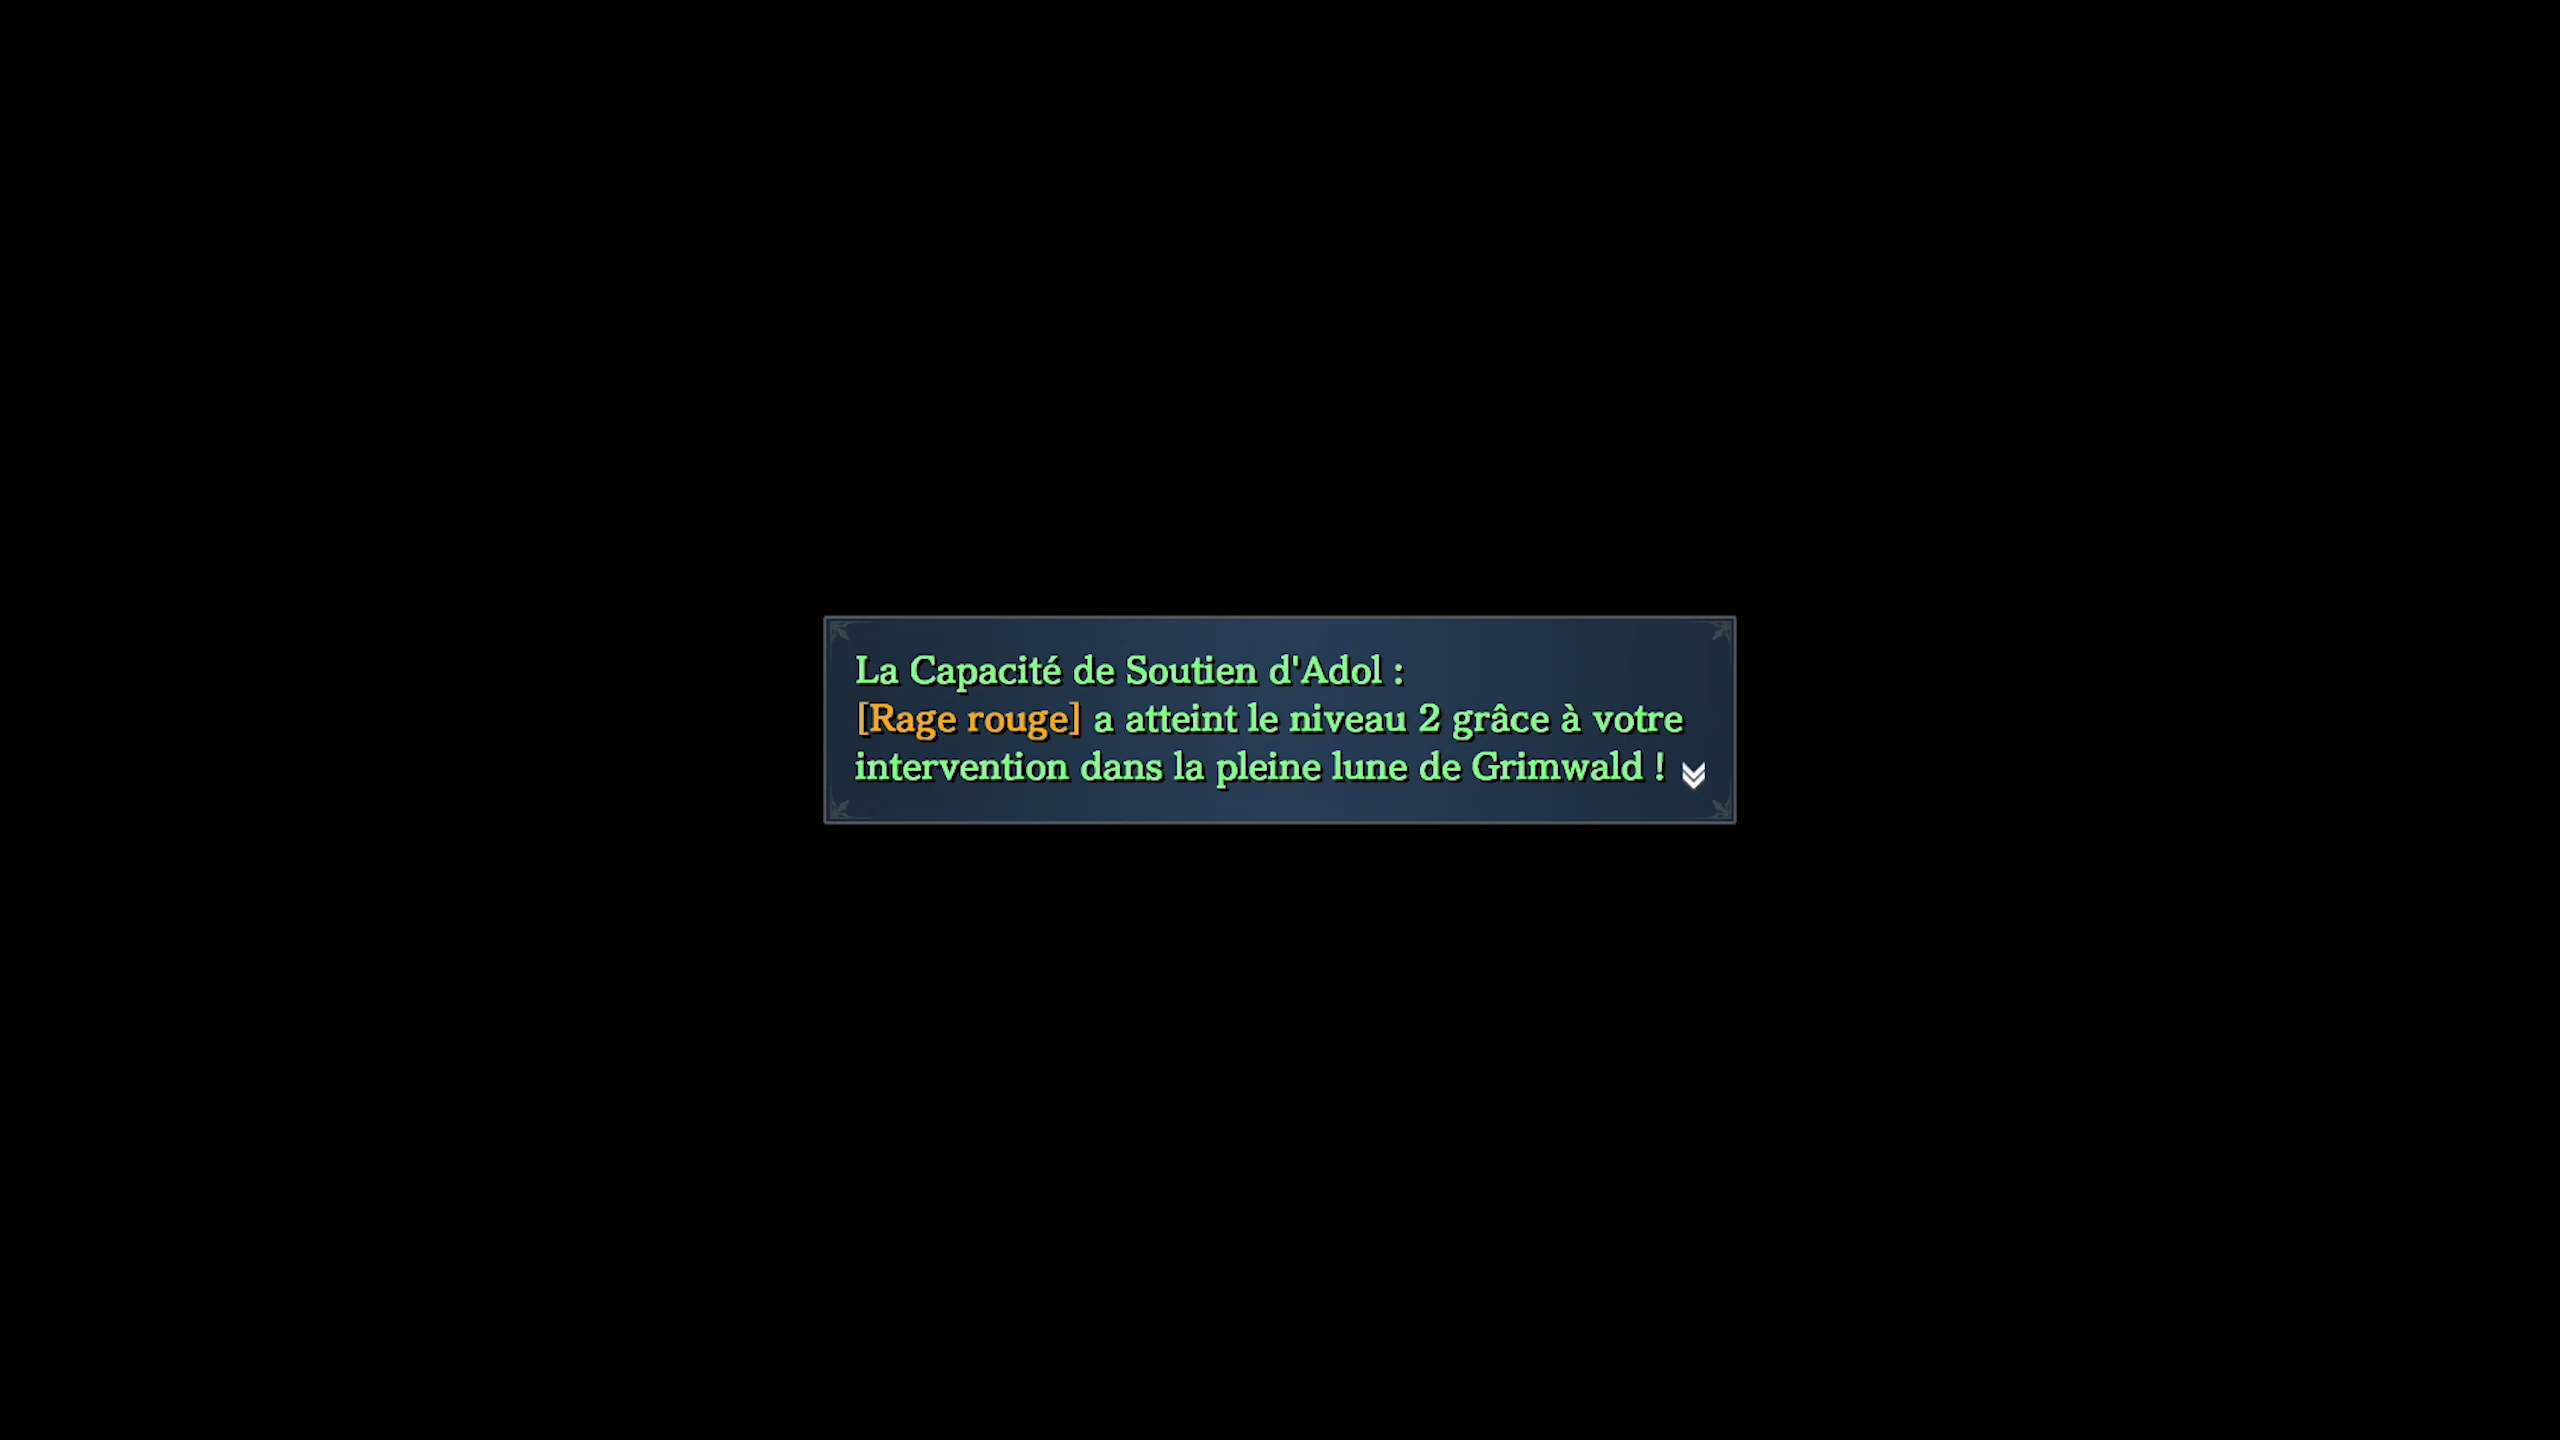 La Capacité de Soutien d'Adol :
[Rage rouge] a atteint le niveau 2 grâce à votre
intervention dans la pleine lune de Grimwald !